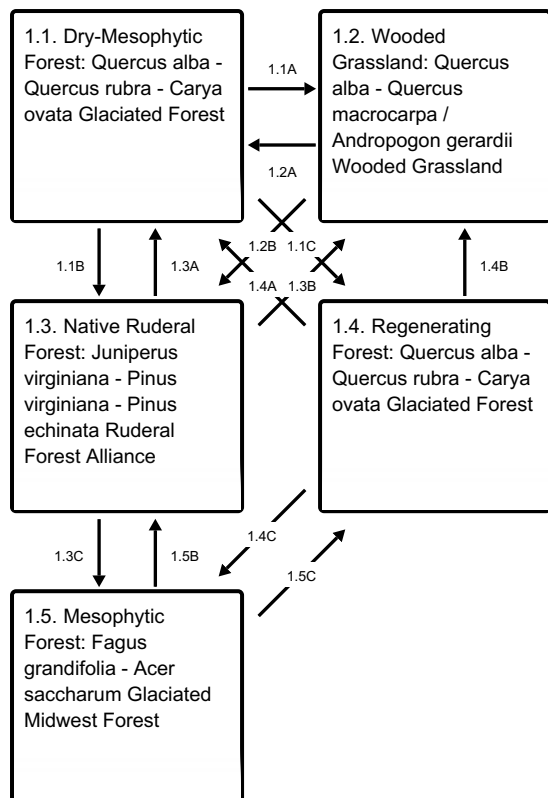 1.1. Dry-Mesophytic
Forest: Quercus alba -
Quercus rubra - Carya
ovata Glaciated Forest
1.1A
1.2. Wooded
Grassland: Quercus
alba - Quercus
macrocarpa /
Andropogon gerardii
Wooded Grassland
1.2A
1.1B
1.3A
1.2B
1.1C
1.4A
1.3B
1.4B
1.3. Native Ruderal
Forest: Juniperus
virginiana - Pinus
virginiana - Pinus
echinata Ruderal
Forest Alliance
1.4. Regenerating
Forest: Quercus alba -
Quercus rubra - Carya
ovata Glaciated Forest
1.3C
1.5B
1.4C
1.5C
1.5. Mesophytic
Forest: Fagus
grandifolia - Acer
saccharum Glaciated
Midwest Forest